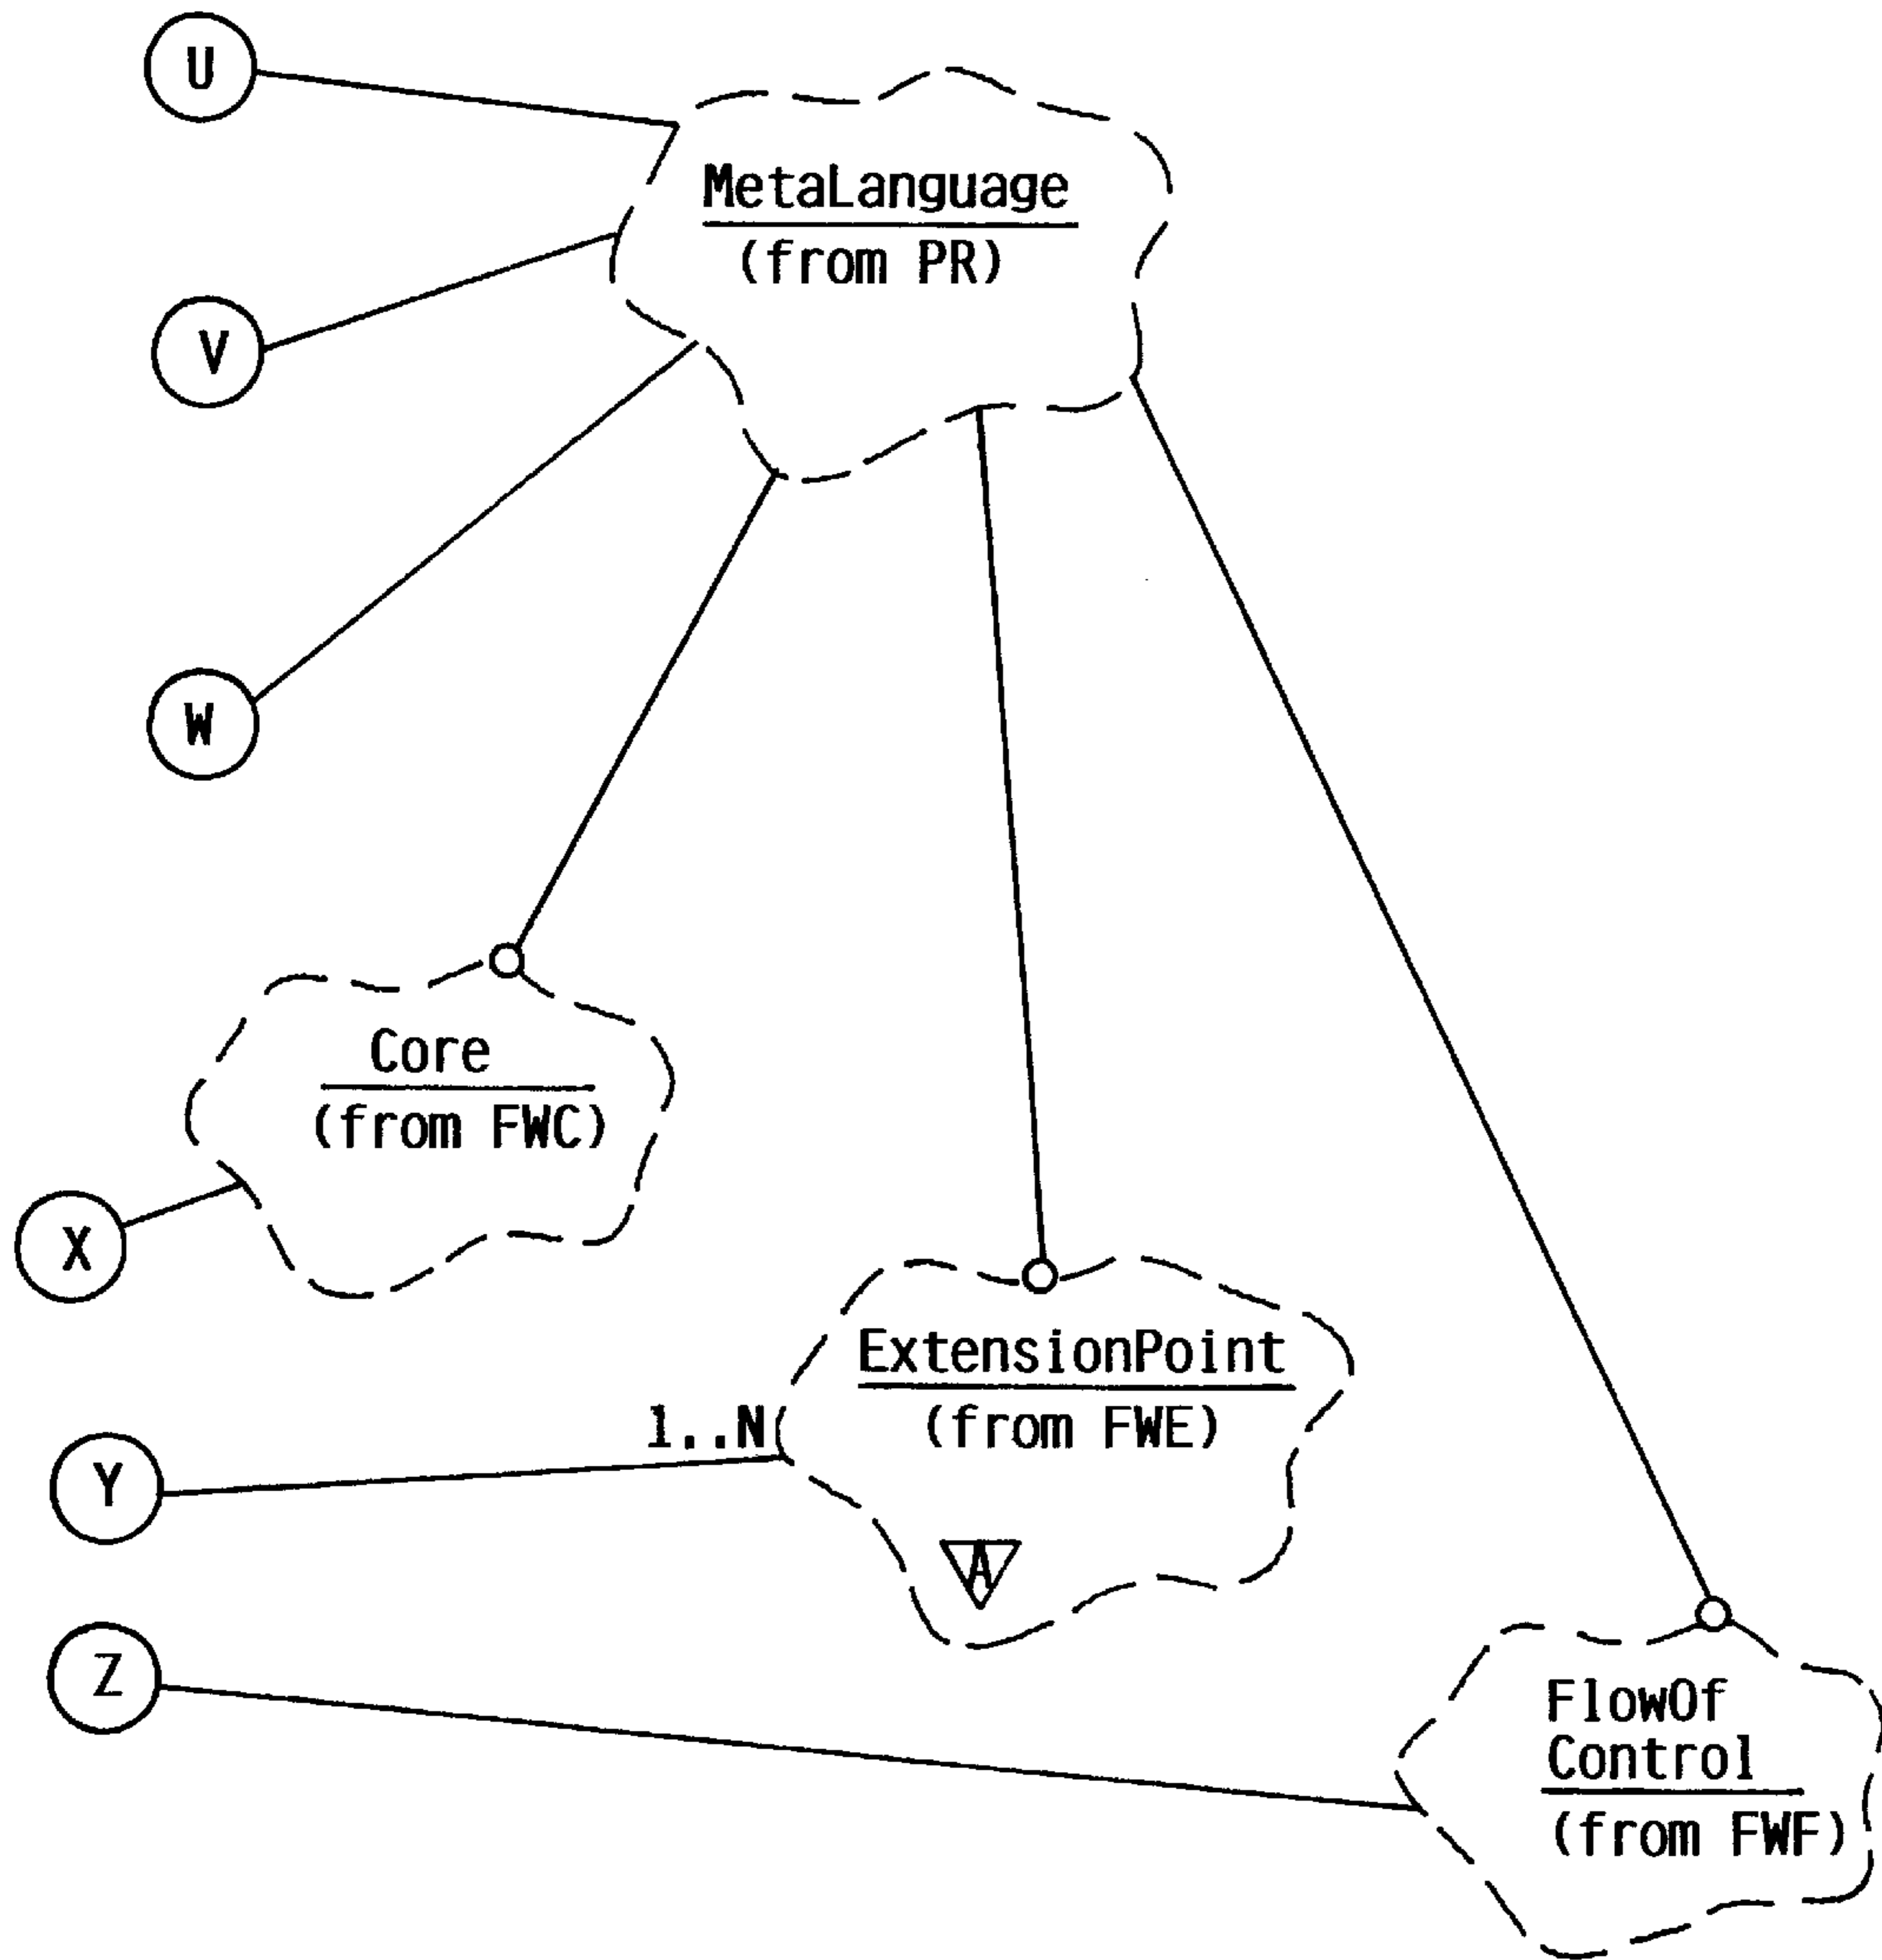 U
MetaLanguage
(from PR)
V
W
Core
(from FWC)
X
ExtensionPoint
1..N
(from FWE)
Y
A
Z
FlowOf
Control
(from FWF)